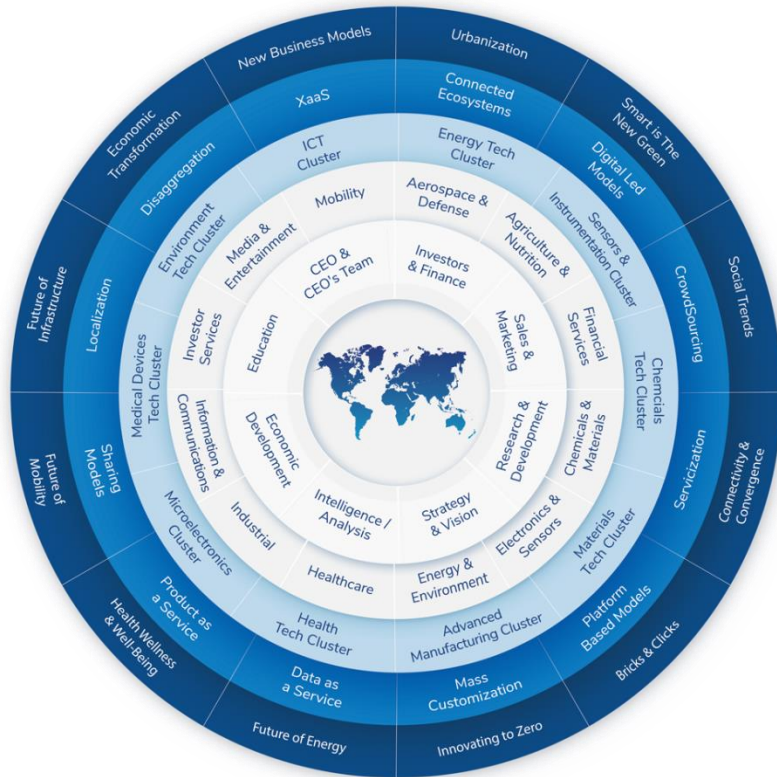 New Business Models
Urbanization
Smart is The
New Green
Social Trends
Connectivity &
Convergence
Bricks & Clicks
Innovating to Zero
Future of Energy
Health Wellness
& Well-Being
Future of
Mobility
Future of
Infrastructure
Economic
Transformation
XaaS
Connected
Ecosystems
Digital Led
Models
CrowdSourcing
Servicization
Platform
Based Models
Mass
Customization
Data as
a Service
Product as
a Service
Sharing
Models
Localization
Disaggregation
ICT
Cluster
Energy Tech
Cluster
Sensors &
Instrumentation Cluster
Chemcials
Tech Cluster
Materials
Tech Cluster
Advanced
Manufacturing Cluster
Health
Tech Cluster
Microelectronics
Cluster
Medical Devices
Tech Cluster
Environment
Tech Cluster
Mobility
Aerospace &
Defense
Agriculture &
Nutrition
Financial
Services
Chemicals &
Materials
Electronics &
Sensors
Energy &
Environment
Healthcare
Industrial
Information &
Communications
Investor
Services
Media &
Entertainment
CEO &
CEO's Team
Investors
& Finance
Sales &
Marketing
Research &
Development
Strategy
& Vision
Intelligence /
Analysis
Economic
Development
Education